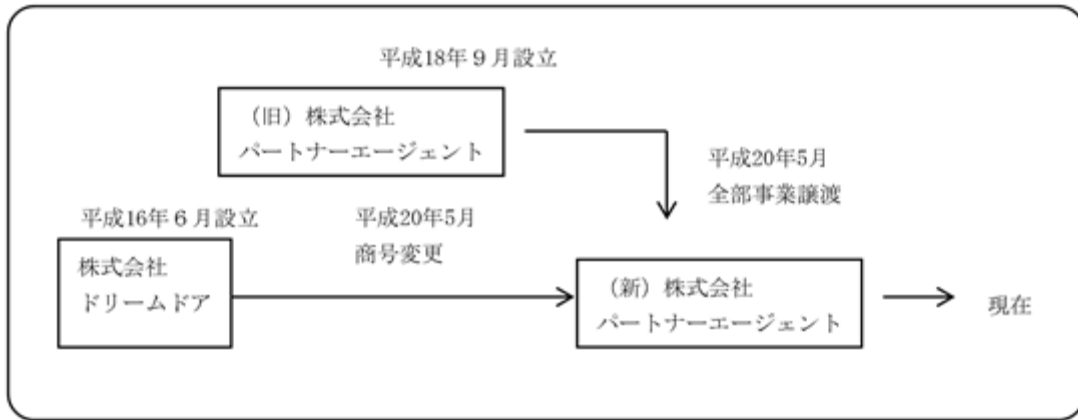 平成18年９月設立
（旧）株式会社
パートナーエージェント
平成20年5月
全部事業譲渡
平成16年６月設立
平成20年5月
商号変更
株式会社
ドリームドア
（新）株式会社
パートナーエージェント
現在